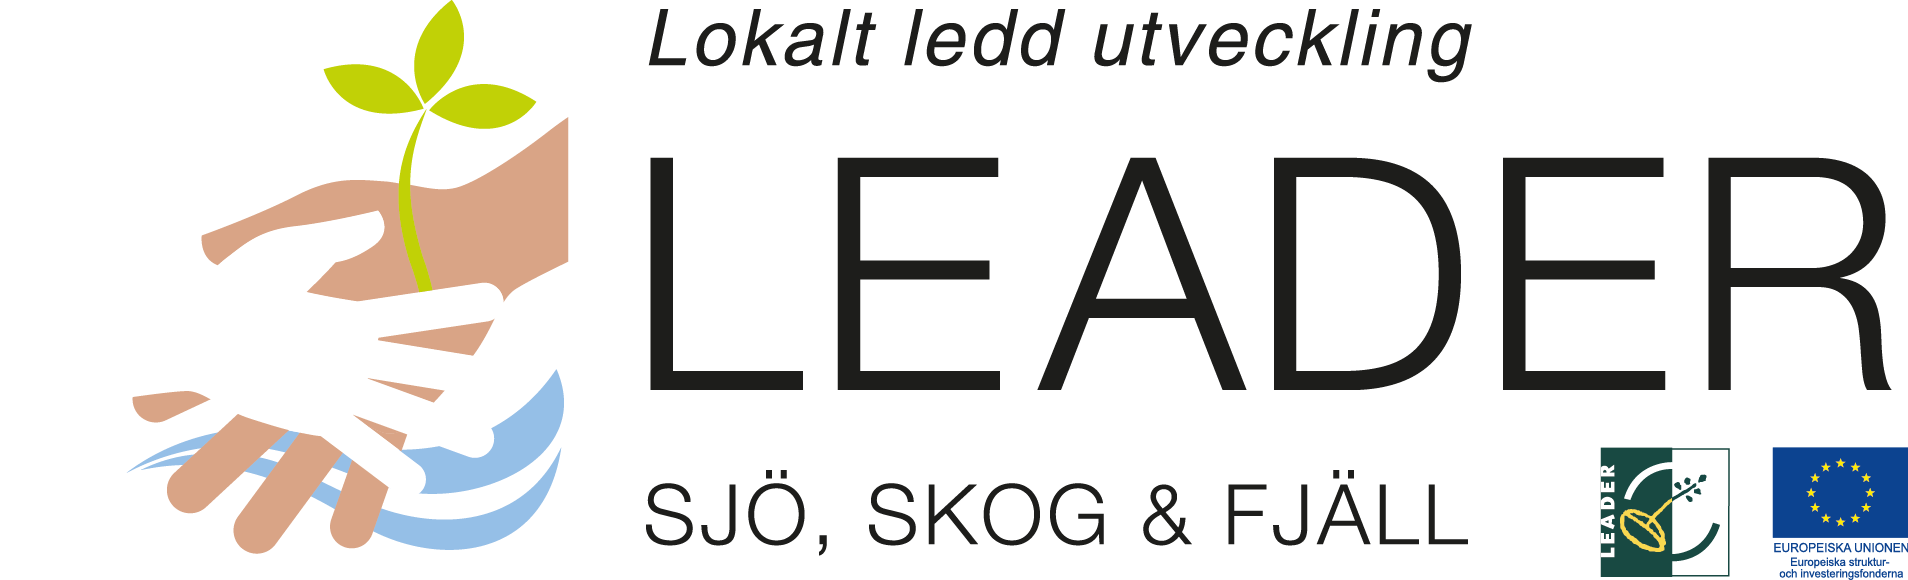 Lokalt ledd utveckling
LEADER
SJÖ, SKOG & FJÄLL
LEADER
EUROPEISKA UNIONEN
Europeiska struktur-
och investeringsfonderna